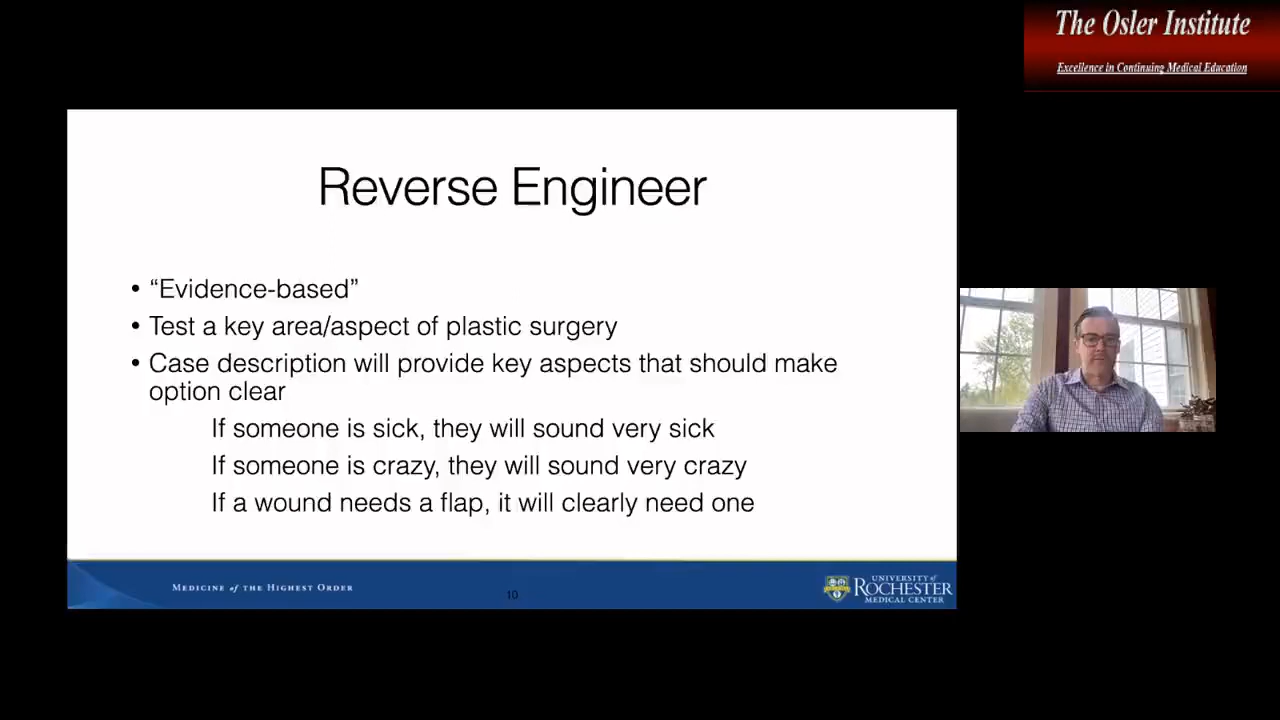 The Osler Institute
Excellence in Continuing Medical Education
Reverse Engineer
• “Evidence-based”
• Test a key area/aspect of plastic surgery
• Case description will provide key aspects that should make
option clear
If someone is sick, they will sound very sick
If someone is crazy, they will sound very crazy
If a wound needs a flap, it will clearly need one
MEDICINE of THE HIGHEST ORDER
10
UNIVERSITY of
ROCHESTER
MEDICAL CENTER